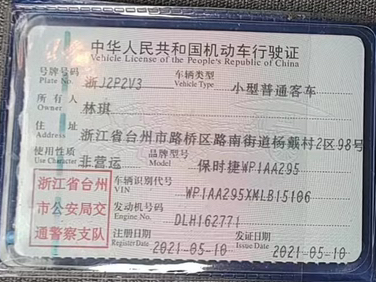 中华人民共和国机动车行驶证
Vehicle License of the People's Republic of China
号牌号码 浙J2P2V3 车辆类型 小型普通客车
Plate No. Vehicle Type
所有人 林琪
Owner
住址 浙江省台州市路桥区路南街道杨戴村2区98号
Address
使用性质 非营运 品牌型号 保时捷WP1AA295
Use Character Model
浙江省台州市公安局交通警察支队
车辆识别代号 WP1AA295XMLB15106
VIN
发动机号码 DLH162771
Engine No.
注册日期 2021-05-10 发证日期 2021-05-10
Register Date Issue Date